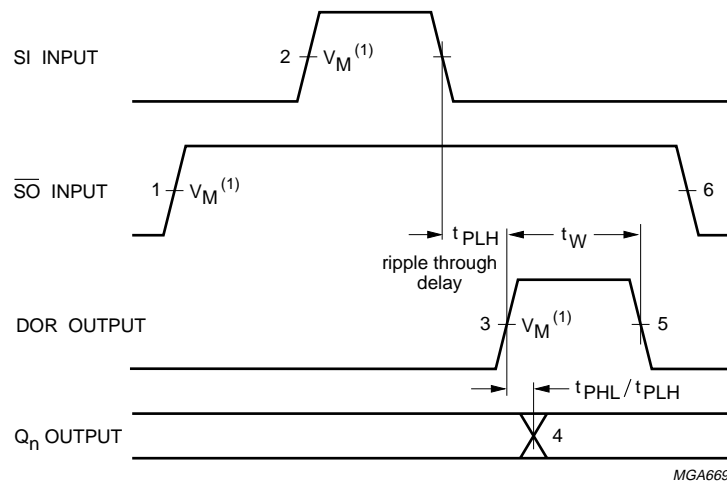 SI INPUT
2
V_M (1)
SO INPUT
1
V_M (1)
6
t_PLH
ripple through
delay
t_W
DOR OUTPUT
3
V_M (1)
5
t_PHL / t_PLH
Q_n OUTPUT
4
MGA669